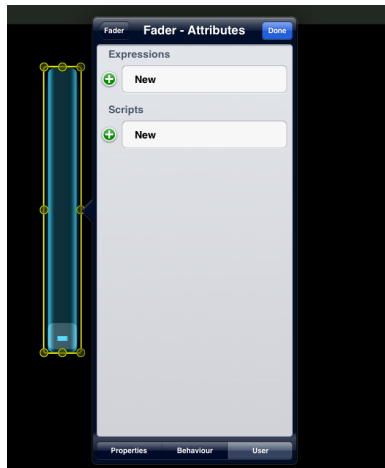 Fader
Fader - Attributes
Done
Expressions
New
Scripts
New
Properties
Behaviour
User